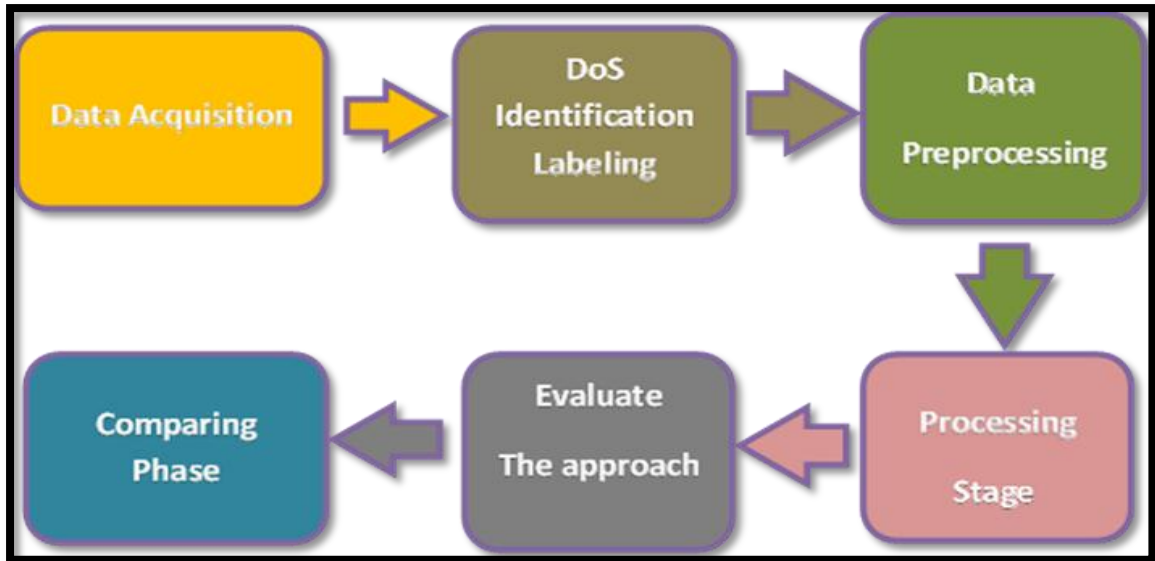 Data Acquisition
DoS
Identification
Labeling
Data
Preprocessing
Processing
Stage
Evaluate
The approach
Comparing
Phase